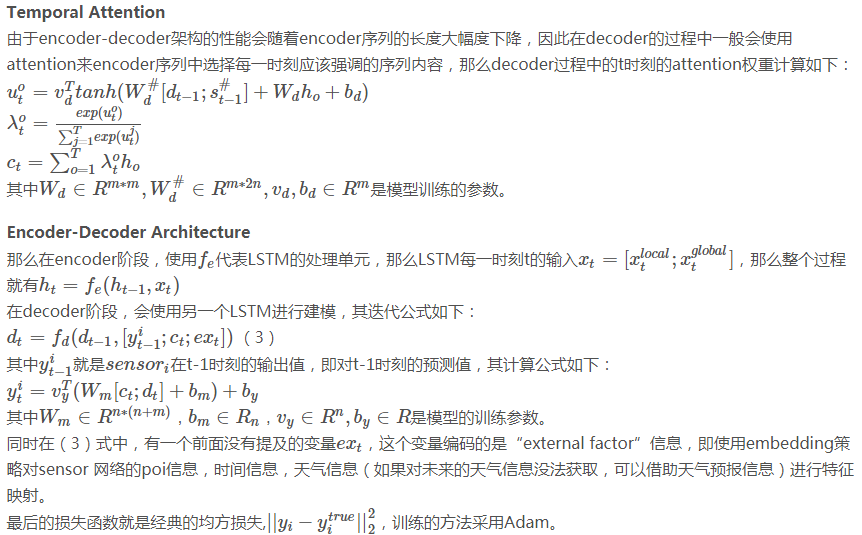 Temporal Attention
由于encoder-decoder架构的性能会随着encoder序列的长度大幅度下降，因此在decoder的过程中一般会使用
attention来encoder序列中选择每一时刻应该强调的序列内容，那么decoder过程中的t时刻的attention权重计算如下：
$u_t^o = v_d^T tanh(W_d^\#[d_{t-1}; s_{t-1}^\#] + W_d h_o + b_d)$
$\lambda_t^o = \frac{exp(u_t^o)}{\sum_{j=1}^T exp(u_t^j)}$
$c_t = \sum_{o=1}^T \lambda_t^o h_o$
其中$W_d \in R^{m*m}, W_d^\# \in R^{m*2n}, v_d, b_d \in R^m$是模型训练的参数。
Encoder-Decoder Architecture
那么在encoder阶段，使用$f_e$代表LSTM的处理单元，那么LSTM每一时刻t的输入$x_t = [x_t^{local}; x_t^{global}]$，那么整个过程
就有$h_t = f_e(h_{t-1}, x_t)$
在decoder阶段，会使用另一个LSTM进行建模，其迭代公式如下：
$d_t = f_d(d_{t-1}, [y_{t-1}^i; c_t; ex_t])$（3）
其中$y_{t-1}^i$就是$sensor_i$在t-1时刻的输出值，即对t-1时刻的预测值，其计算公式如下：
$y_t^i = v_y^T(W_m[c_t; d_t] + b_m) + b_y$
其中$W_m \in R^{n*(n+m)}$，$b_m \in R_n$，$v_y \in R^n, b_y \in R$是模型的训练参数。
同时在（3）式中，有一个前面没有提及的变量$ex_t$，这个变量编码的是“external factor”信息，即使用embedding策
略对sensor 网络的poi信息，时间信息，天气信息（如果对未来的天气信息没法获取，可以借助天气预报信息）进行特征
映射。
最后的损失函数就是经典的均方损失,$||y_i - y_i^{true}||_2^2$，训练的方法采用Adam。